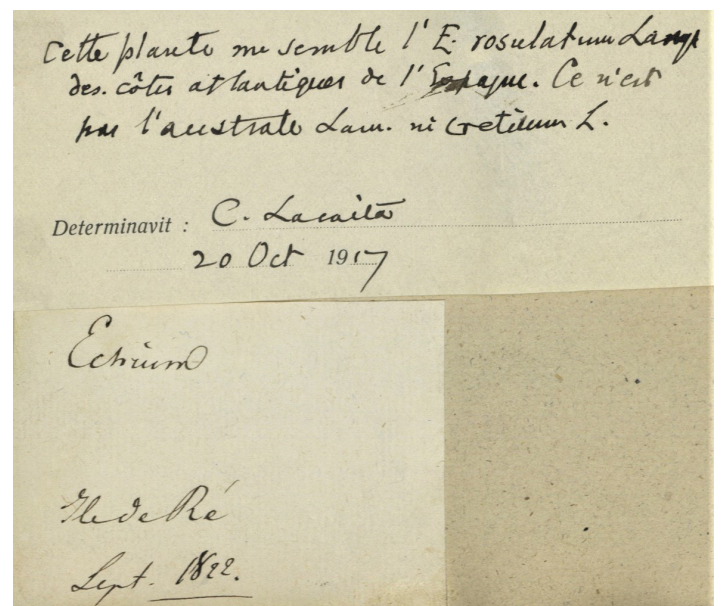 Cette plante me semble l'E. rosulatum Lange
des côtes atlantiques de l'Espagne. Ce n'est
pas l'australe Lam. ni creticum L.
Determinavit : C. Lacaita
20 Oct 1917
Echium
Ile de Ré
Sept. 1822.